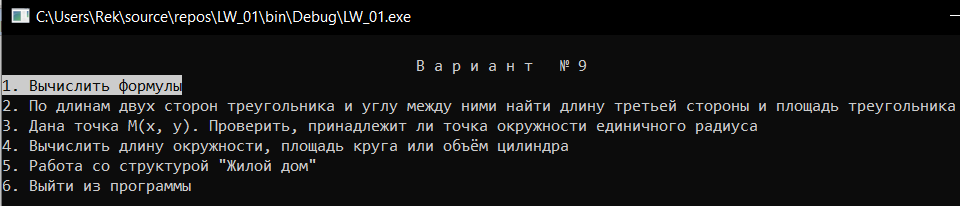 C:\Users\Rek\source\repos\LW_01\bin\Debug\LW_01.exe
В а р и а н т   № 9
1. Вычислить формулы
2. По длинам двух сторон треугольника и углу между ними найти длину третьей стороны и площадь треугольника
3. Дана точка M(x, y). Проверить, принадлежит ли точка окружности единичного радиуса
4. Вычислить длину окружности, площадь круга или объём цилиндра
5. Работа со структурой "Жилой дом"
6. Выйти из программы